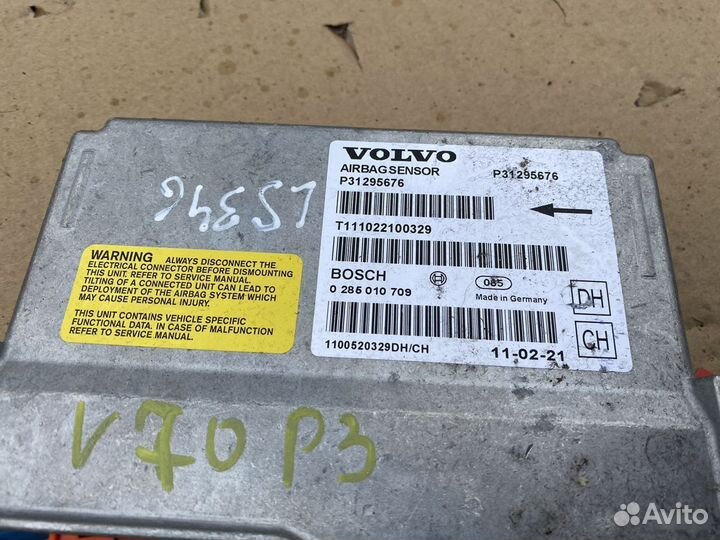 VOLVO
AIRBAGSENSOR P31295676
P31295676
T111022100329
BOSCH 085
0 285 010 709 Made in Germany DH
1100520329DH/CH 11-02-21 CH
WARNING ALWAYS DISCONNECT THE
ELECTRICAL CONNECTOR BEFORE DISMOUNTING
THIS UNIT. REFER TO SERVICE MANUAL.
TILTING OF A CONNECTED UNIT CAN LEAD TO
DEPLOYMENT OF THE AIRBAG SYSTEM WHICH
MAY CAUSE PERSONAL INJURY.
THIS UNIT CONTAINS VEHICLE SPECIFIC
FUNCTIONAL DATA. IN CASE OF MALFUNCTION
REFER TO SERVICE MANUAL.
V70 P3
Avito